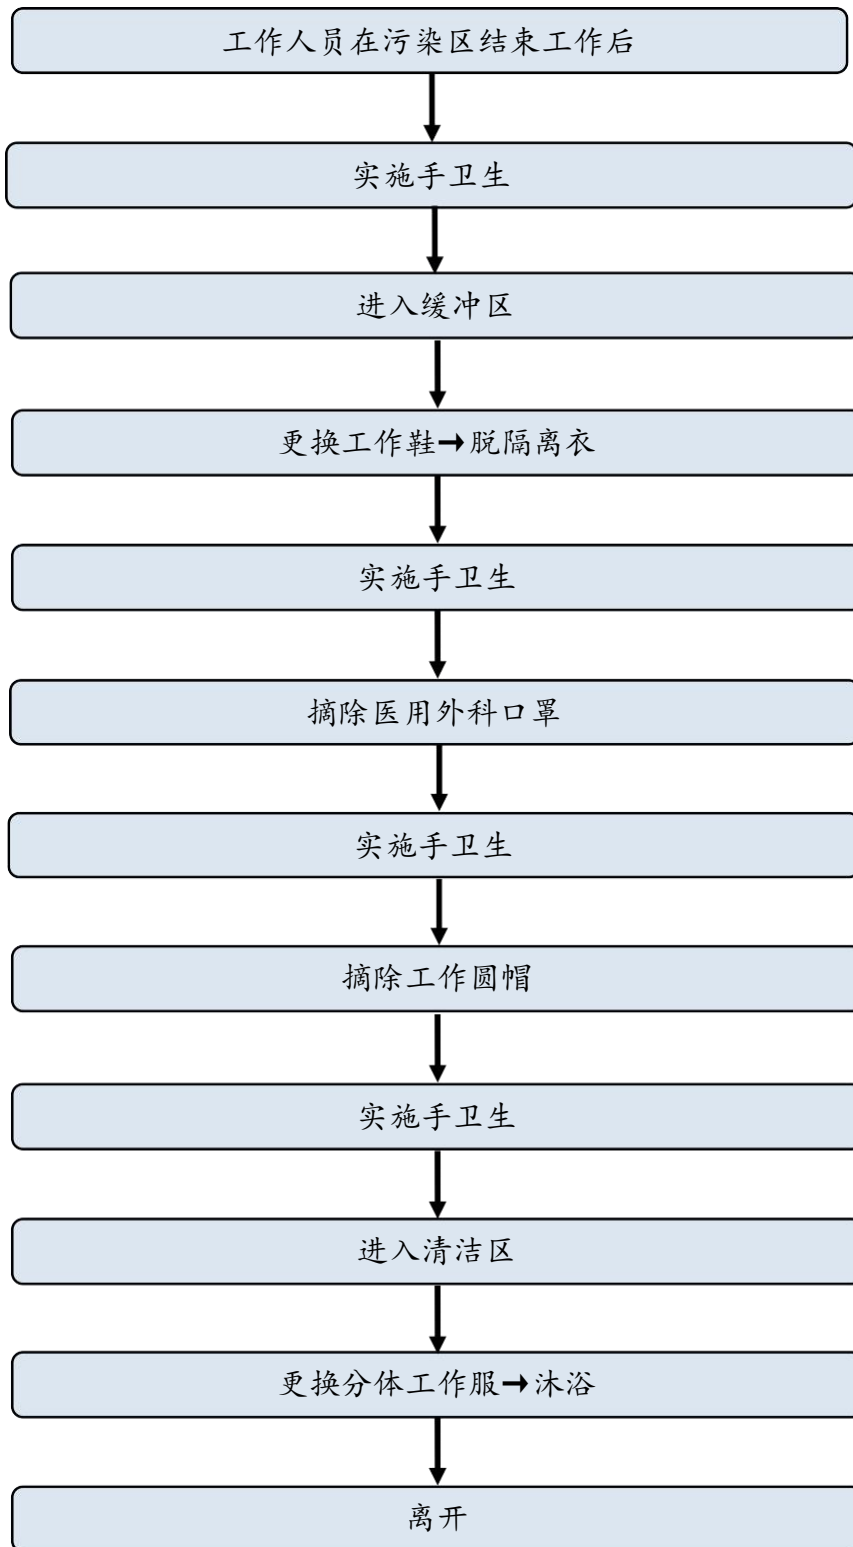 工作人员在污染区结束工作后
实施手卫生
进入缓冲区
更换工作鞋→脱隔离衣
实施手卫生
摘除医用外科口罩
实施手卫生
摘除工作圆帽
实施手卫生
进入清洁区
更换分体工作服→沐浴
离开